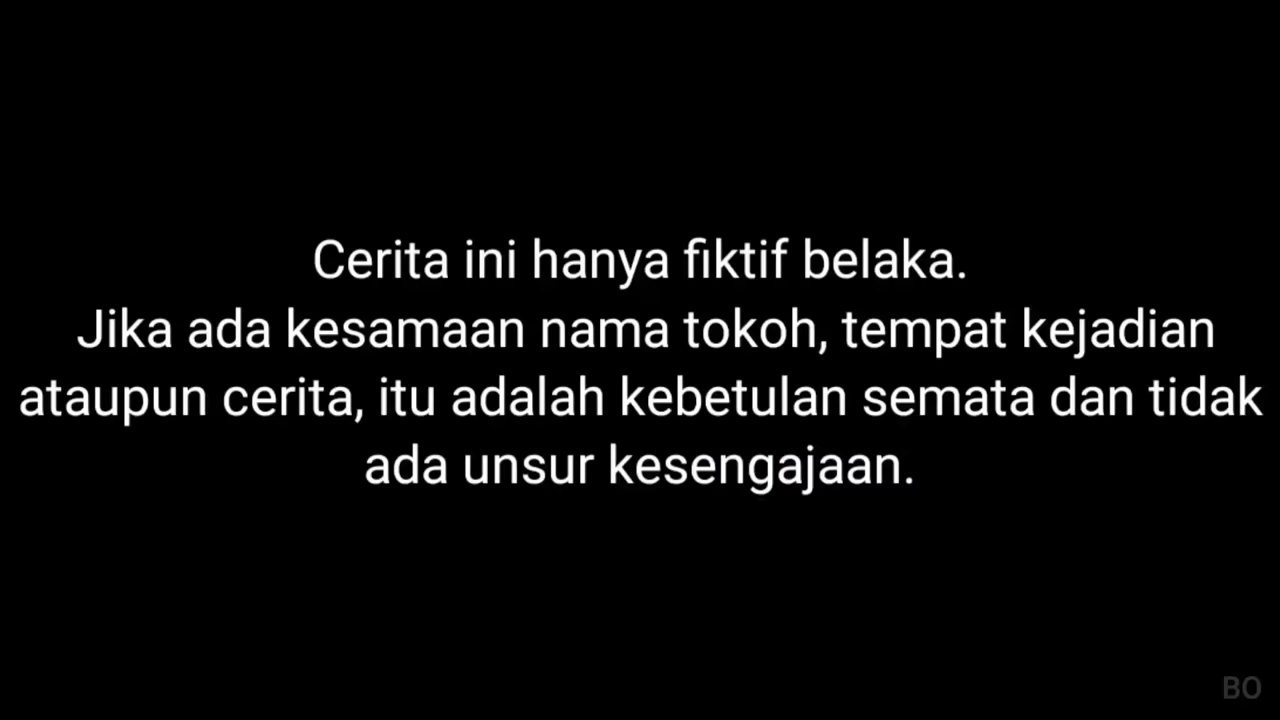 Cerita ini hanya fiktif belaka.
Jika ada kesamaan nama tokoh, tempat kejadian
ataupun cerita, itu adalah kebetulan semata dan tidak
ada unsur kesengajaan.
BO